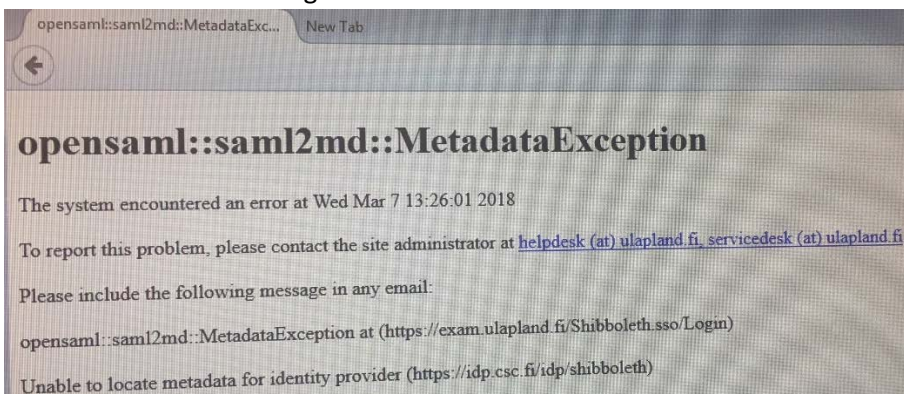 opensaml::saml2md::MetadataExc...
New Tab
opensaml::saml2md::MetadataException
The system encountered an error at Wed Mar 7 13:26:01 2018
To report this problem, please contact the site administrator at helpdesk (at) ulapland.fi, servicedesk (at) ulapland.fi
Please include the following message in any email:
opensaml::saml2md::MetadataException at (https://exam.ulapland.fi/Shibboleth.sso/Login)
Unable to locate metadata for identity provider (https://idp.csc.fi/idp/shibboleth)